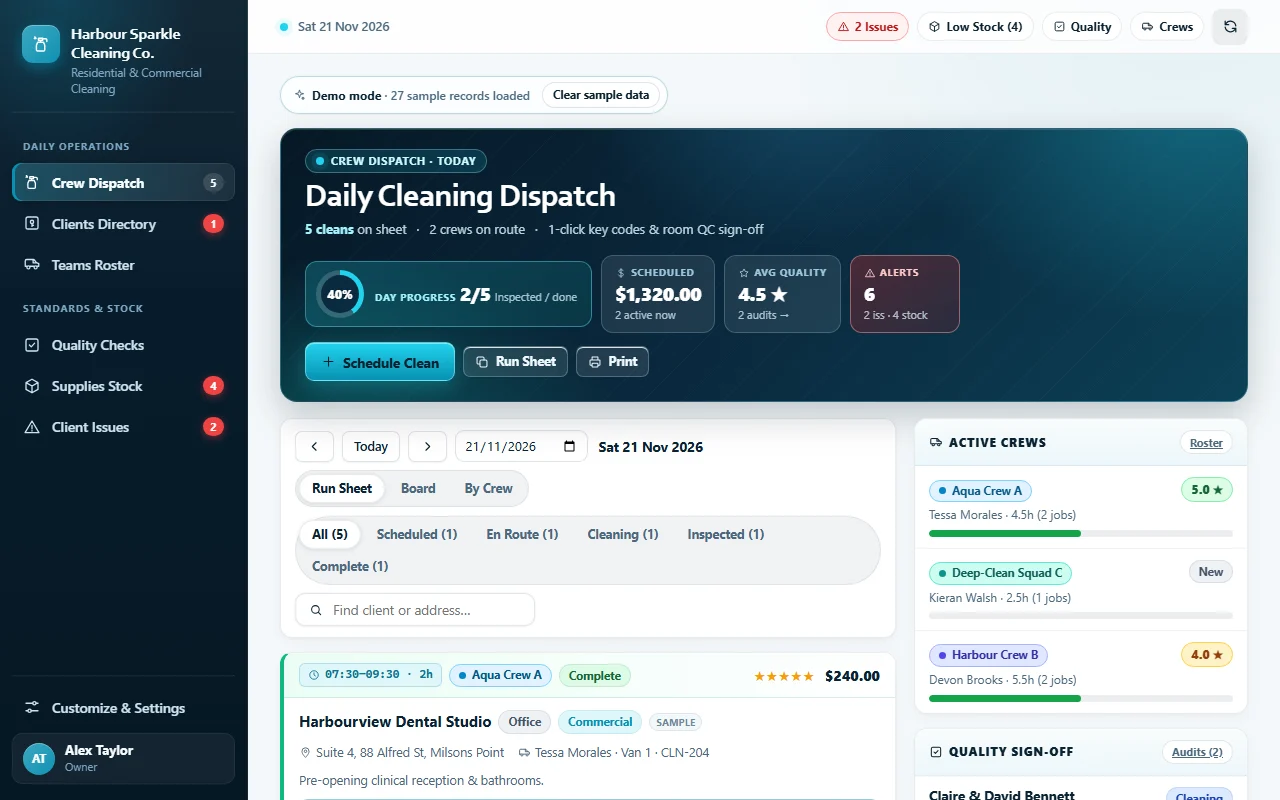 Harbour Sparkle
Cleaning Co.
Residential & Commercial
Cleaning
DAILY OPERATIONS
Crew Dispatch 5
Clients Directory 1
Teams Roster
STANDARDS & STOCK
Quality Checks
Supplies Stock 4
Client Issues 2
Customize & Settings
AT
Alex Taylor
Owner
Sat 21 Nov 2026
2 Issues
Low Stock (4)
Quality
Crews
Demo mode · 27 sample records loaded
Clear sample data
CREW DISPATCH · TODAY
Daily Cleaning Dispatch
5 cleans on sheet · 2 crews on route · 1-click key codes & room QC sign-off
40%
DAY PROGRESS 2/5 Inspected / done
$ SCHEDULED
$1,320.00
2 active now
AVG QUALITY
4.5 ★
2 audits →
ALERTS
6
2 iss · 4 stock
+ Schedule Clean
Run Sheet
Print
Today
21/11/2026
Sat 21 Nov 2026
Run Sheet
Board
By Crew
All (5)
Scheduled (1)
En Route (1)
Cleaning (1)
Inspected (1)
Complete (1)
Find client or address...
07:30–09:30 · 2h
Aqua Crew A
Complete
★★★★★ $240.00
Harbourview Dental Studio
Office
Commercial
SAMPLE
Suite 4, 88 Alfred St, Milsons Point
Tessa Morales · Van 1 · CLN-204
Pre-opening clinical reception & bathrooms.
ACTIVE CREWS
Roster
Aqua Crew A
5.0 ★
Tessa Morales · 4.5h (2 jobs)
Deep-Clean Squad C
New
Kieran Walsh · 2.5h (1 jobs)
Harbour Crew B
4.0 ★
Devon Brooks · 5.5h (2 jobs)
QUALITY SIGN-OFF
Audits (2)
Claire & David Bennett
Cleaning